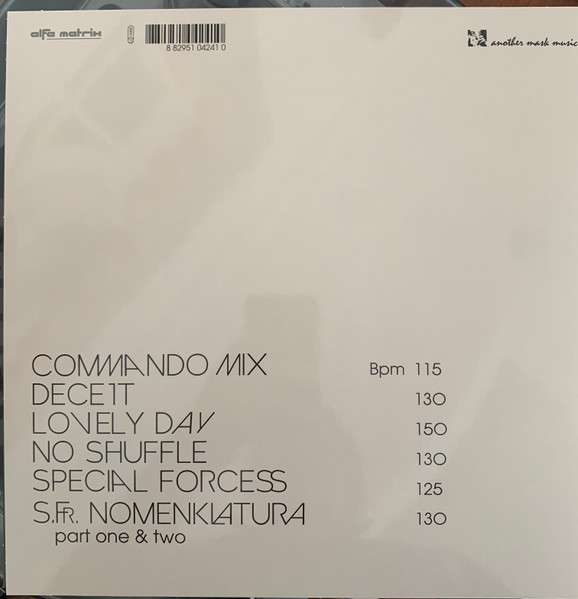 alfa matrix
8 82951 04241 0
another mask music
COMMANDO MIX Bpm 115
DECEIT 130
LOVELY DAY 150
NO SHUFFLE 130
SPECIAL FORCESS 125
S.FR. NOMENKLATURA 130
part one & two